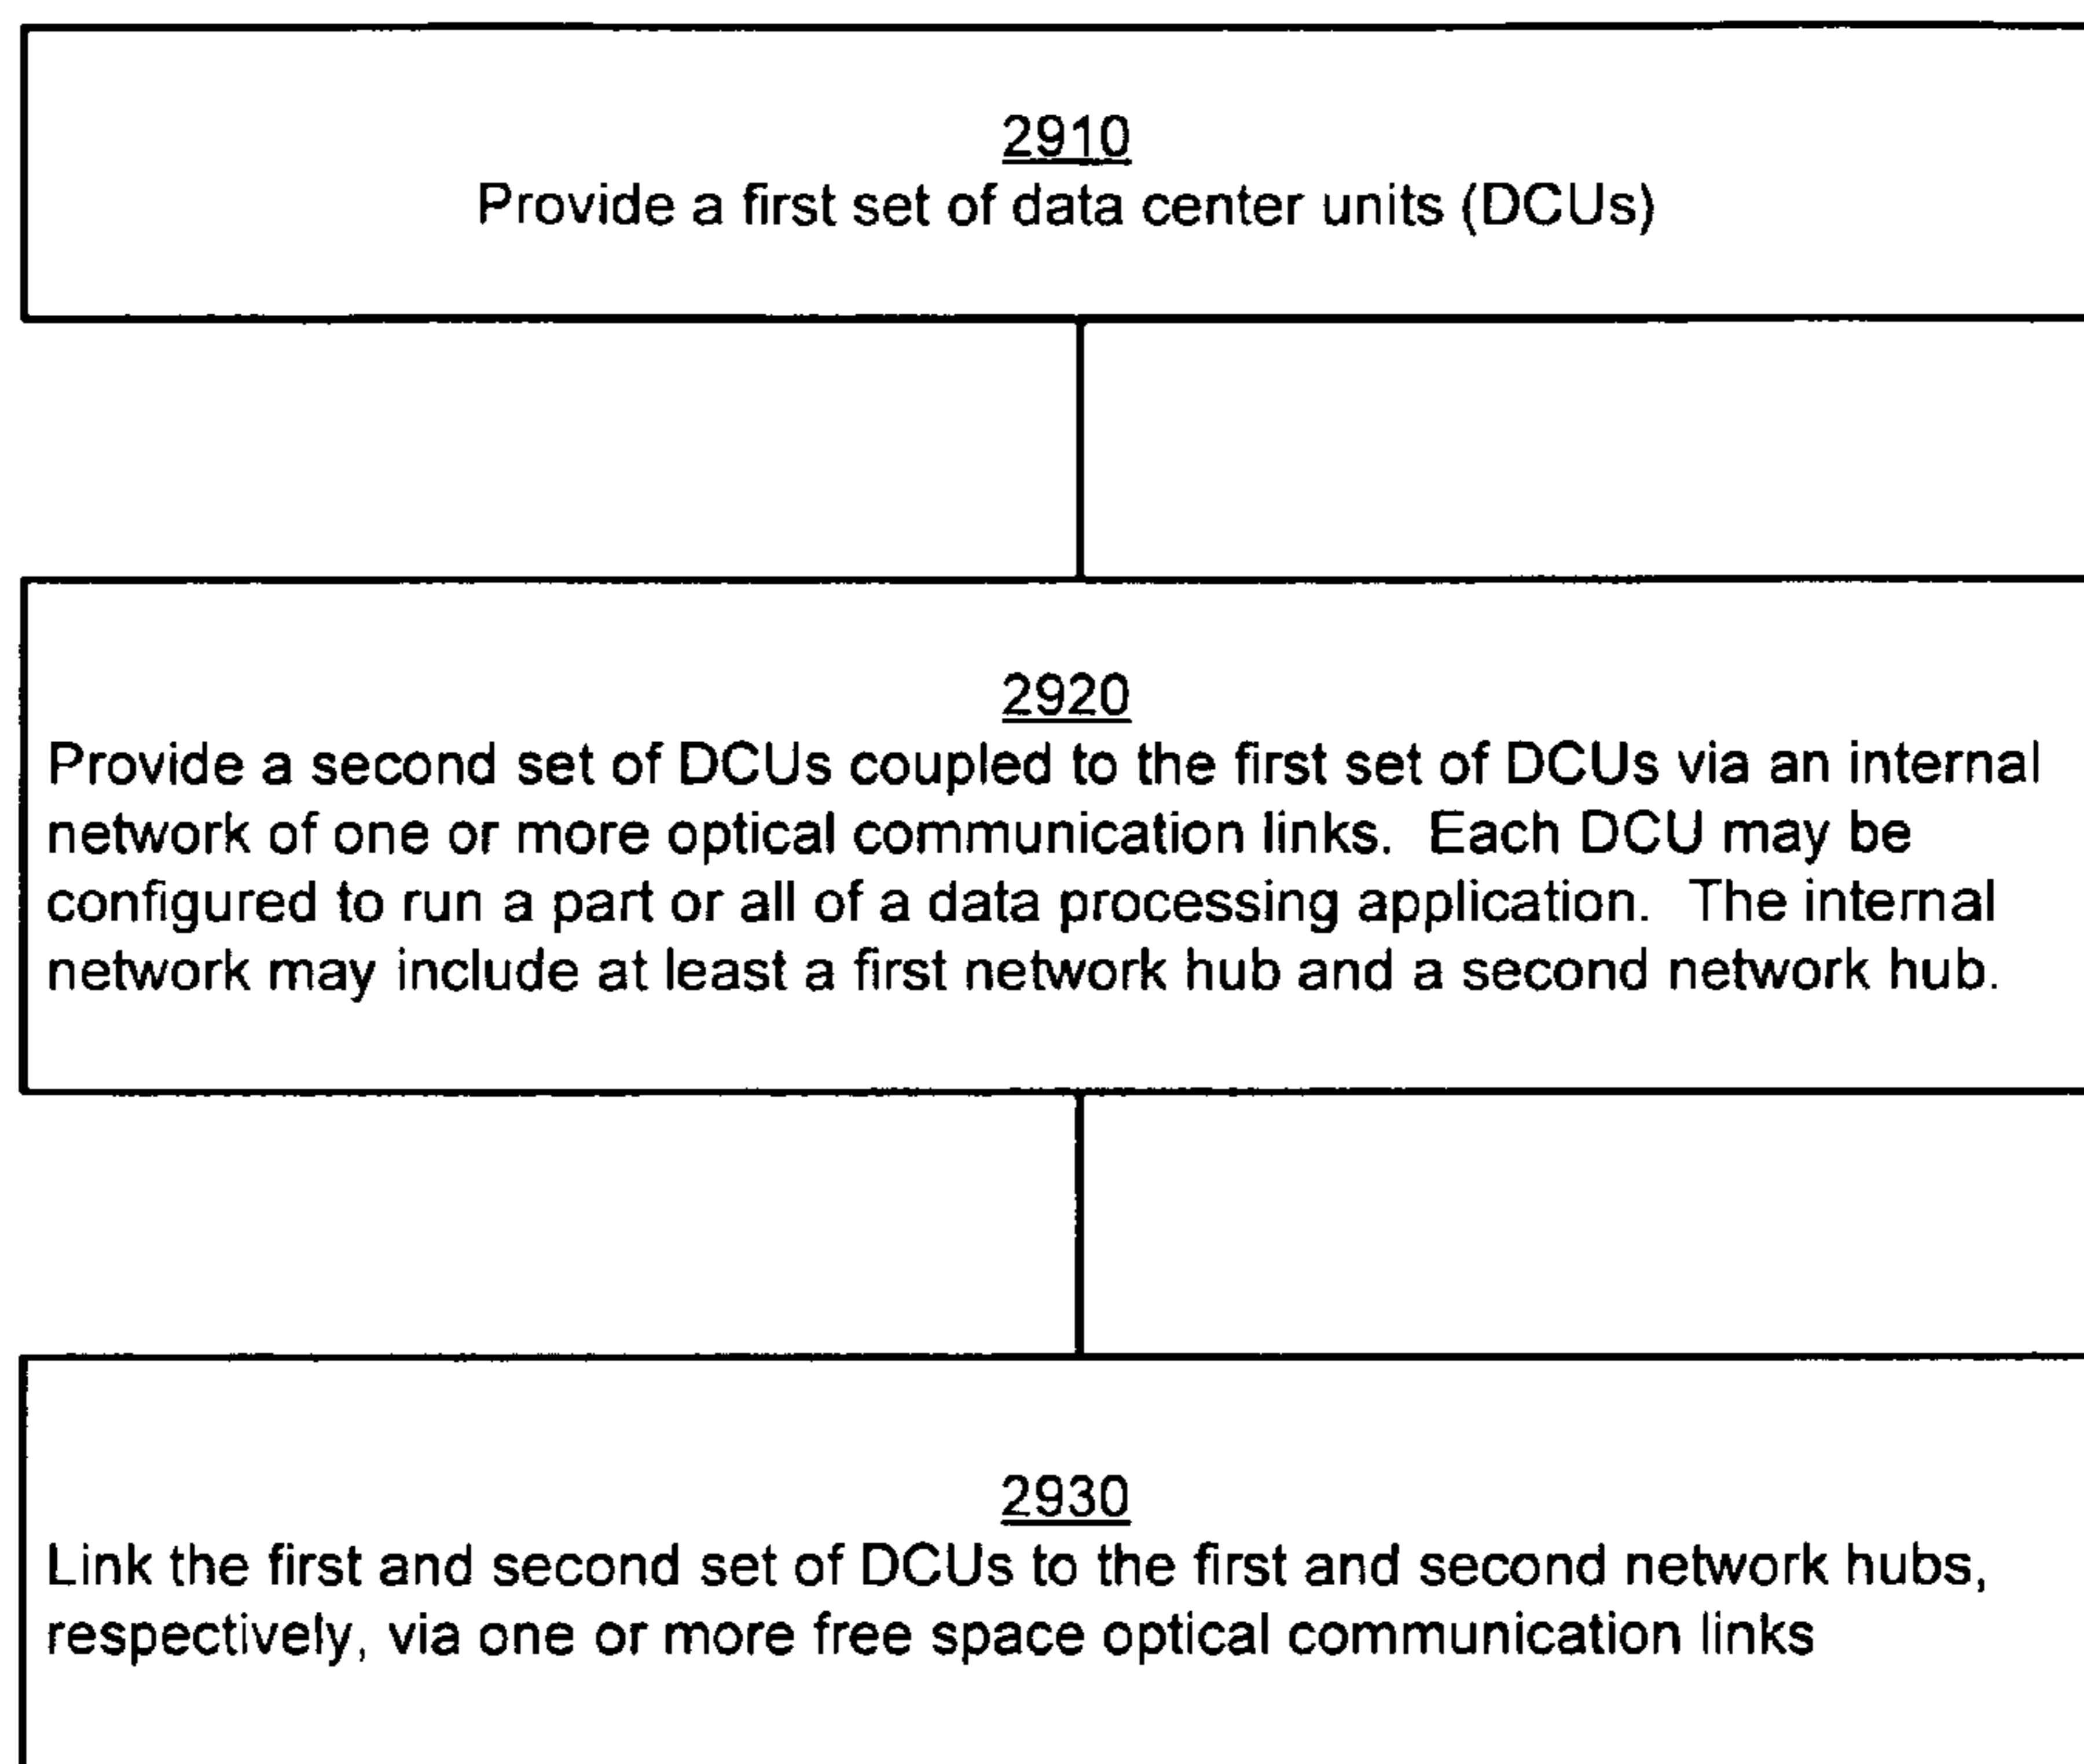 2910
Provide a first set of data center units (DCUs)
2920
Provide a second set of DCUs coupled to the first set of DCUs via an internal
network of one or more optical communication links. Each DCU may be
configured to run a part or all of a data processing application. The internal
network may include at least a first network hub and a second network hub.
2930
Link the first and second set of DCUs to the first and second network hubs,
respectively, via one or more free space optical communication links